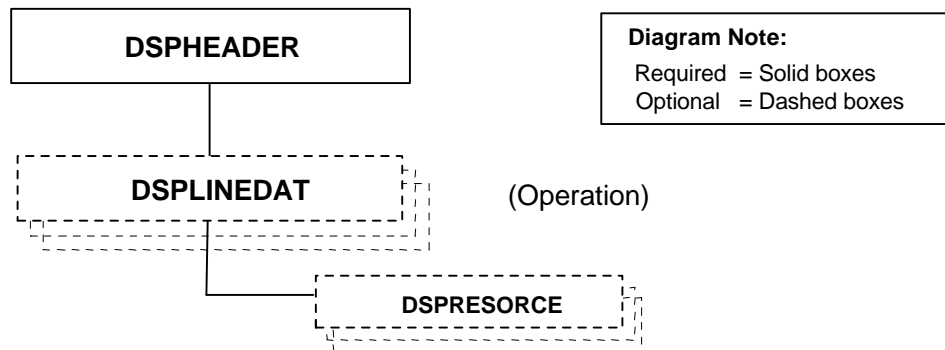 DSPHEADER
Diagram Note:
Required = Solid boxes
Optional = Dashed boxes
DSPLINEDAT
(Operation)
DSPRESORCE